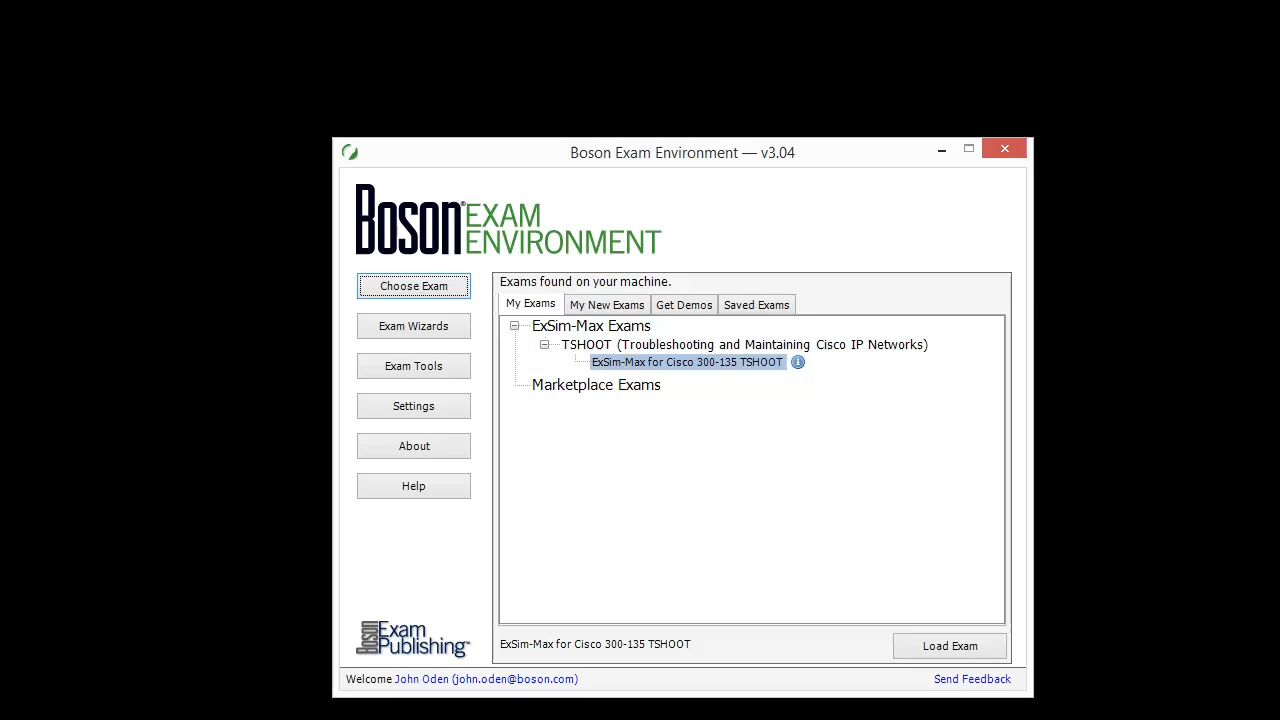 Boson Exam Environment — v3.04
BOSON® EXAM
ENVIRONMENT
Choose Exam
Exam Wizards
Exam Tools
Settings
About
Help
Exams found on your machine.
My Exams My New Exams Get Demos Saved Exams
ExSim-Max Exams
TSHOOT (Troubleshooting and Maintaining Cisco IP Networks)
ExSim-Max for Cisco 300-135 TSHOOT
Marketplace Exams
Boson Exam
Publishing™
ExSim-Max for Cisco 300-135 TSHOOT
Load Exam
Welcome John Oden (john.oden@boson.com)
Send Feedback